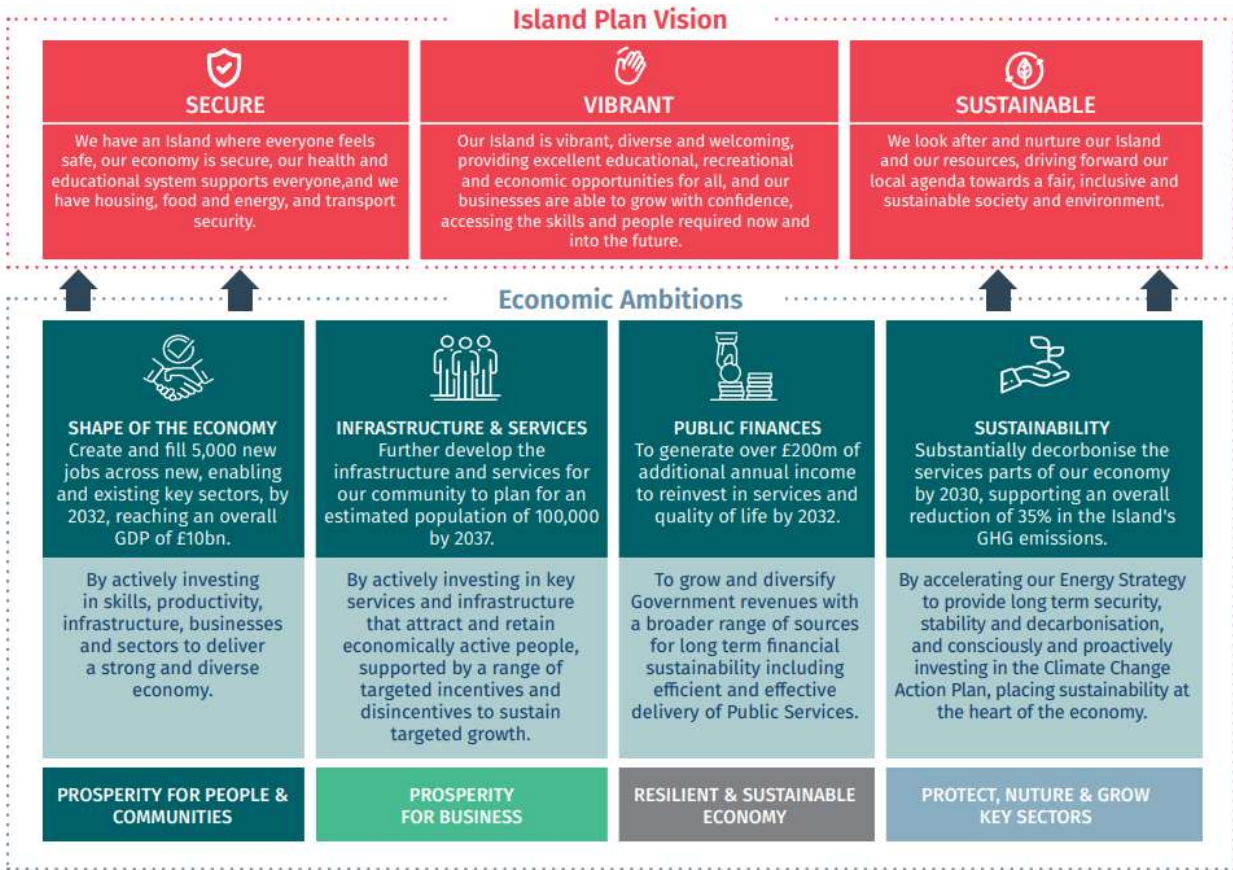 Island Plan Vision
SECURE
We have an Island where everyone feels
safe, our economy is secure, our health and
educational system supports everyone,and we
have housing, food and energy, and transport
security.
VIBRANT
Our Island is vibrant, diverse and welcoming,
providing excellent educational, recreational
and economic opportunities for all, and our
businesses are able to grow with confidence,
accessing the skills and people required now and
into the future.
SUSTAINABLE
We look after and nurture our Island
and our resources, driving forward our
local agenda towards a fair, inclusive and
sustainable society and environment.
Economic Ambitions
SHAPE OF THE ECONOMY
Create and fill 5,000 new
jobs across new, enabling
and existing key sectors, by
2032, reaching an overall
GDP of £10bn.
By actively investing
in skills, productivity,
infrastructure, businesses
and sectors to deliver
a strong and diverse
economy.
PROSPERITY FOR PEOPLE &
COMMUNITIES
INFRASTRUCTURE & SERVICES
Further develop the
infrastructure and services for
our community to plan for an
estimated population of 100,000
by 2037.
By actively investing in key
services and infrastructure
that attract and retain
economically active people,
supported by a range of
targeted incentives and
disincentives to sustain
targeted growth.
PROSPERITY
FOR BUSINESS
PUBLIC FINANCES
To generate over £200m of
additional annual income
to reinvest in services and
quality of life by 2032.
To grow and diversify
Government revenues with
a broader range of sources
for long term financial
sustainability including
efficient and effective
delivery of Public Services.
RESILIENT & SUSTAINABLE
ECONOMY
SUSTAINABILITY
Substantially decorbonise the
services parts of our economy
by 2030, supporting an overall
reduction of 35% in the Island's
GHG emissions.
By accelerating our Energy Strategy
to provide long term security,
stability and decarbonisation,
and consciously and proactively
investing in the Climate Change
Action Plan, placing sustainability at
the heart of the economy.
PROTECT, NUTURE & GROW
KEY SECTORS